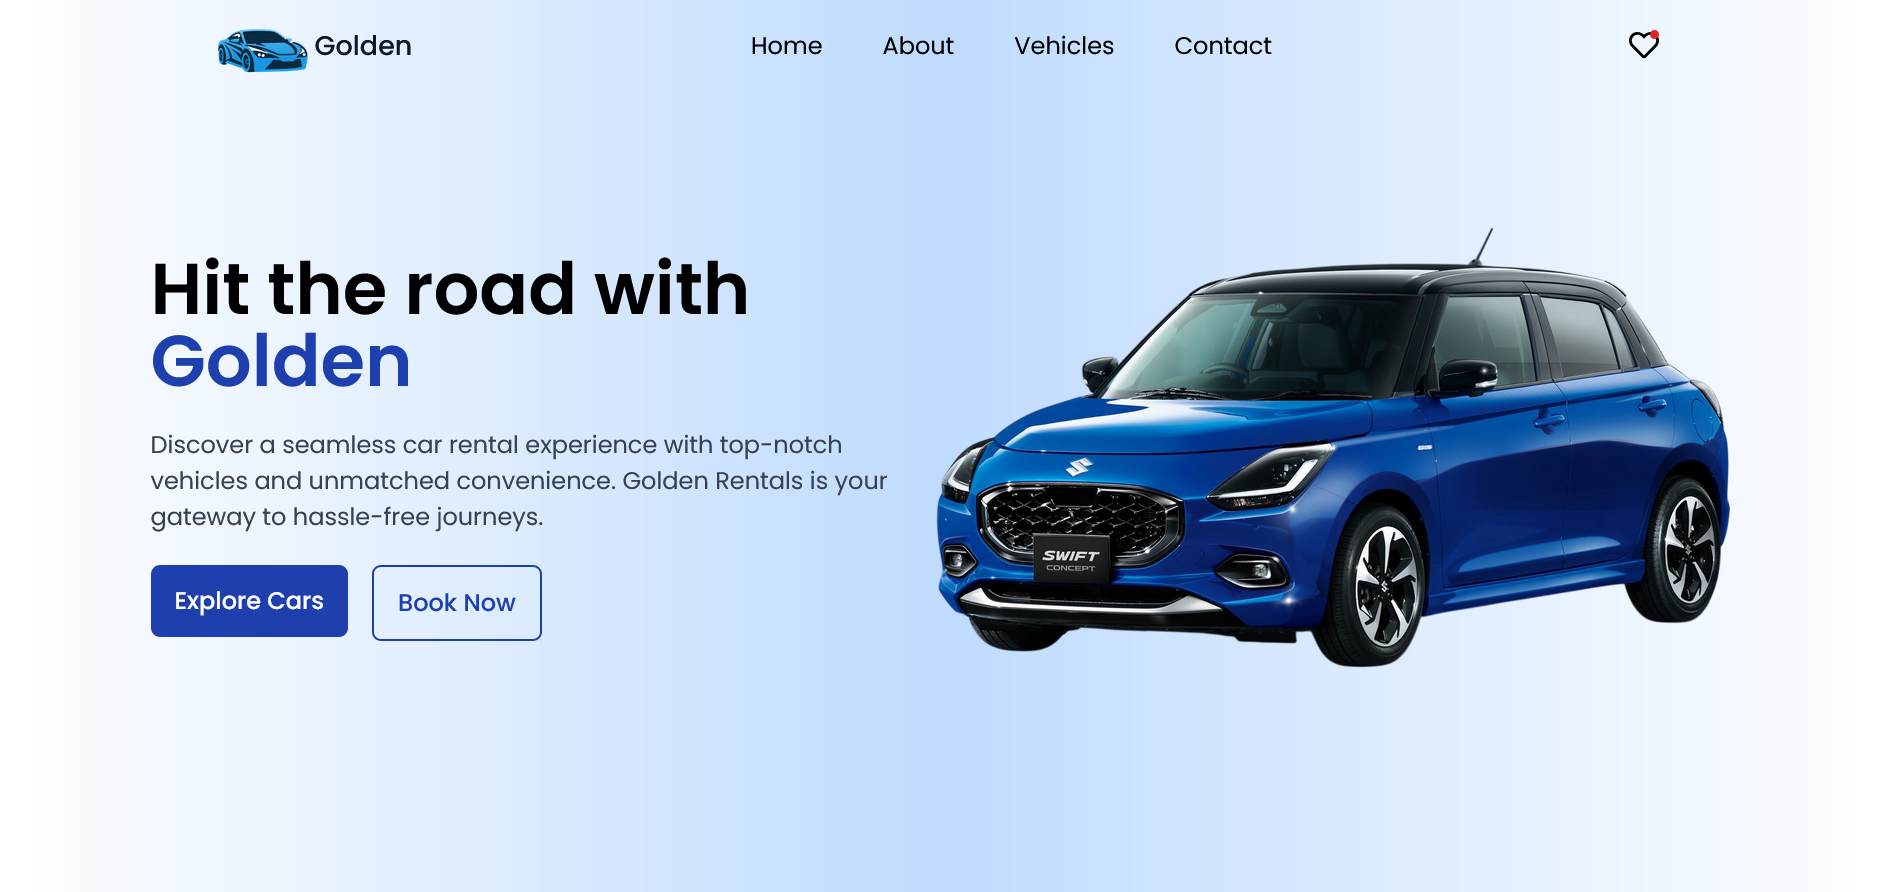 Golden
Home
About
Vehicles
Contact
Hit the road with
Golden
Discover a seamless car rental experience with top-notch
vehicles and unmatched convenience. Golden Rentals is your
gateway to hassle-free journeys.
Explore Cars
Book Now
SWIFT
CONCEPT